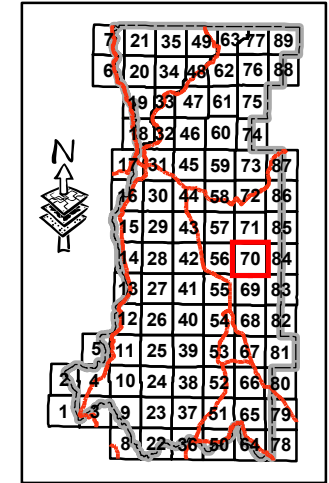 7 21 35 49 63 77 89
6 20 34 48 62 76 88
19 33 47 61 75
18 32 46 60 74
17 31 45 59 73 87
N
16 30 44 58 72 86
15 29 43 57 71 85
14 28 42 56 70 84
13 27 41 55 69 83
12 26 40 54 68 82
5 11 25 39 53 67 81
2 4 10 24 38 52 66 80
1 3 9 23 37 51 65 79
8 22 36 50 64 78